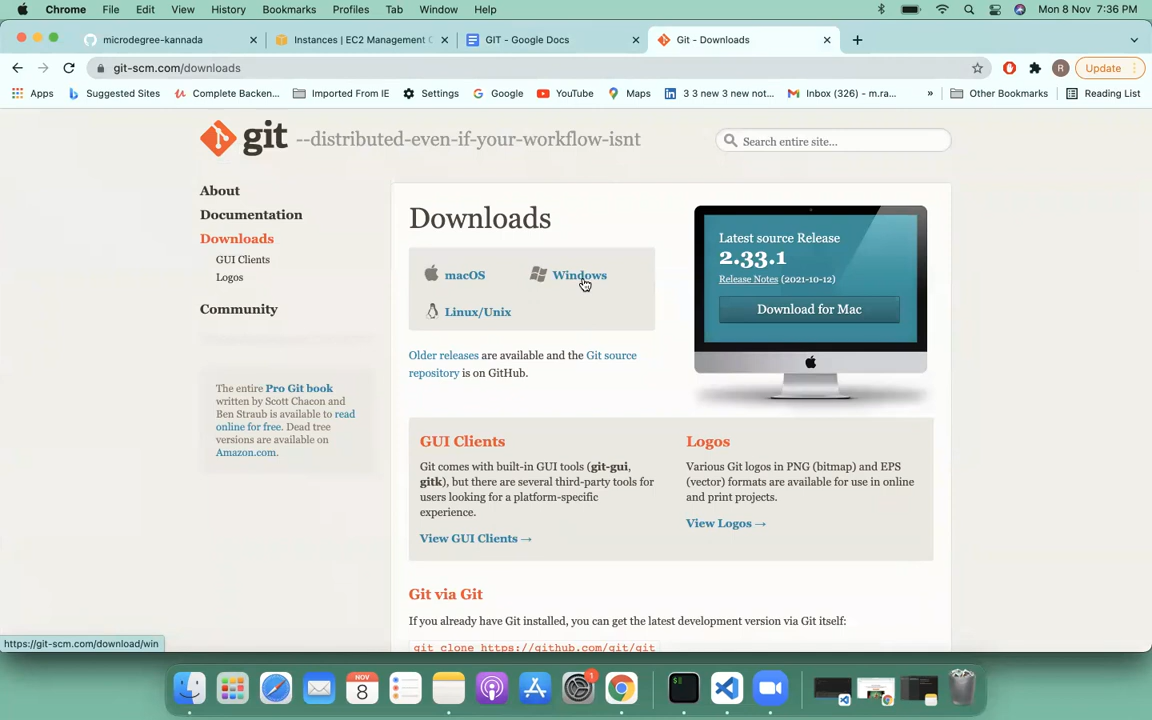 Chrome File Edit View History Bookmarks Profiles Tab Window Help Mon 8 Nov 7:36 PM
microdegree-kannada Instances | EC2 Management C GIT - Google Docs Git - Downloads
git-scm.com/downloads R Update
Apps Suggested Sites Complete Backen... Imported From IE Settings Google YouTube Maps 3 3 new 3 new not... Inbox (326) - m.ra... » Other Bookmarks Reading List
git --distributed-even-if-your-workflow-isnt
Search entire site...
About
Documentation
Downloads
GUI Clients
Logos
Community
The entire Pro Git book
written by Scott Chacon and
Ben Straub is available to read
online for free. Dead tree
versions are available on
Amazon.com.
Downloads
macOS Windows
Linux/Unix
Older releases are available and the Git source
repository is on GitHub.
Latest source Release
2.33.1
Release Notes (2021-10-12)
Download for Mac
GUI Clients
Git comes with built-in GUI tools (git-gui,
gitk), but there are several third-party tools for
users looking for a platform-specific
experience.
View GUI Clients →
Logos
Various Git logos in PNG (bitmap) and EPS
(vector) formats are available for use in online
and print projects.
View Logos →
Git via Git
If you already have Git installed, you can get the latest development version via Git itself:
git clone https://github.com/git/git
https://git-scm.com/download/win
NOV
8
1
$